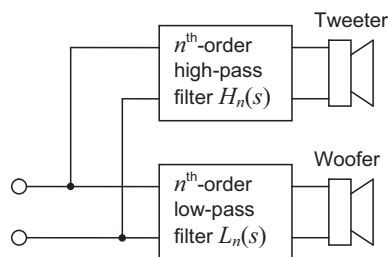 Tweeter
nᵗʰ-order
high-pass
filter Hₙ(s)
Woofer
nᵗʰ-order
low-pass
filter Lₙ(s)